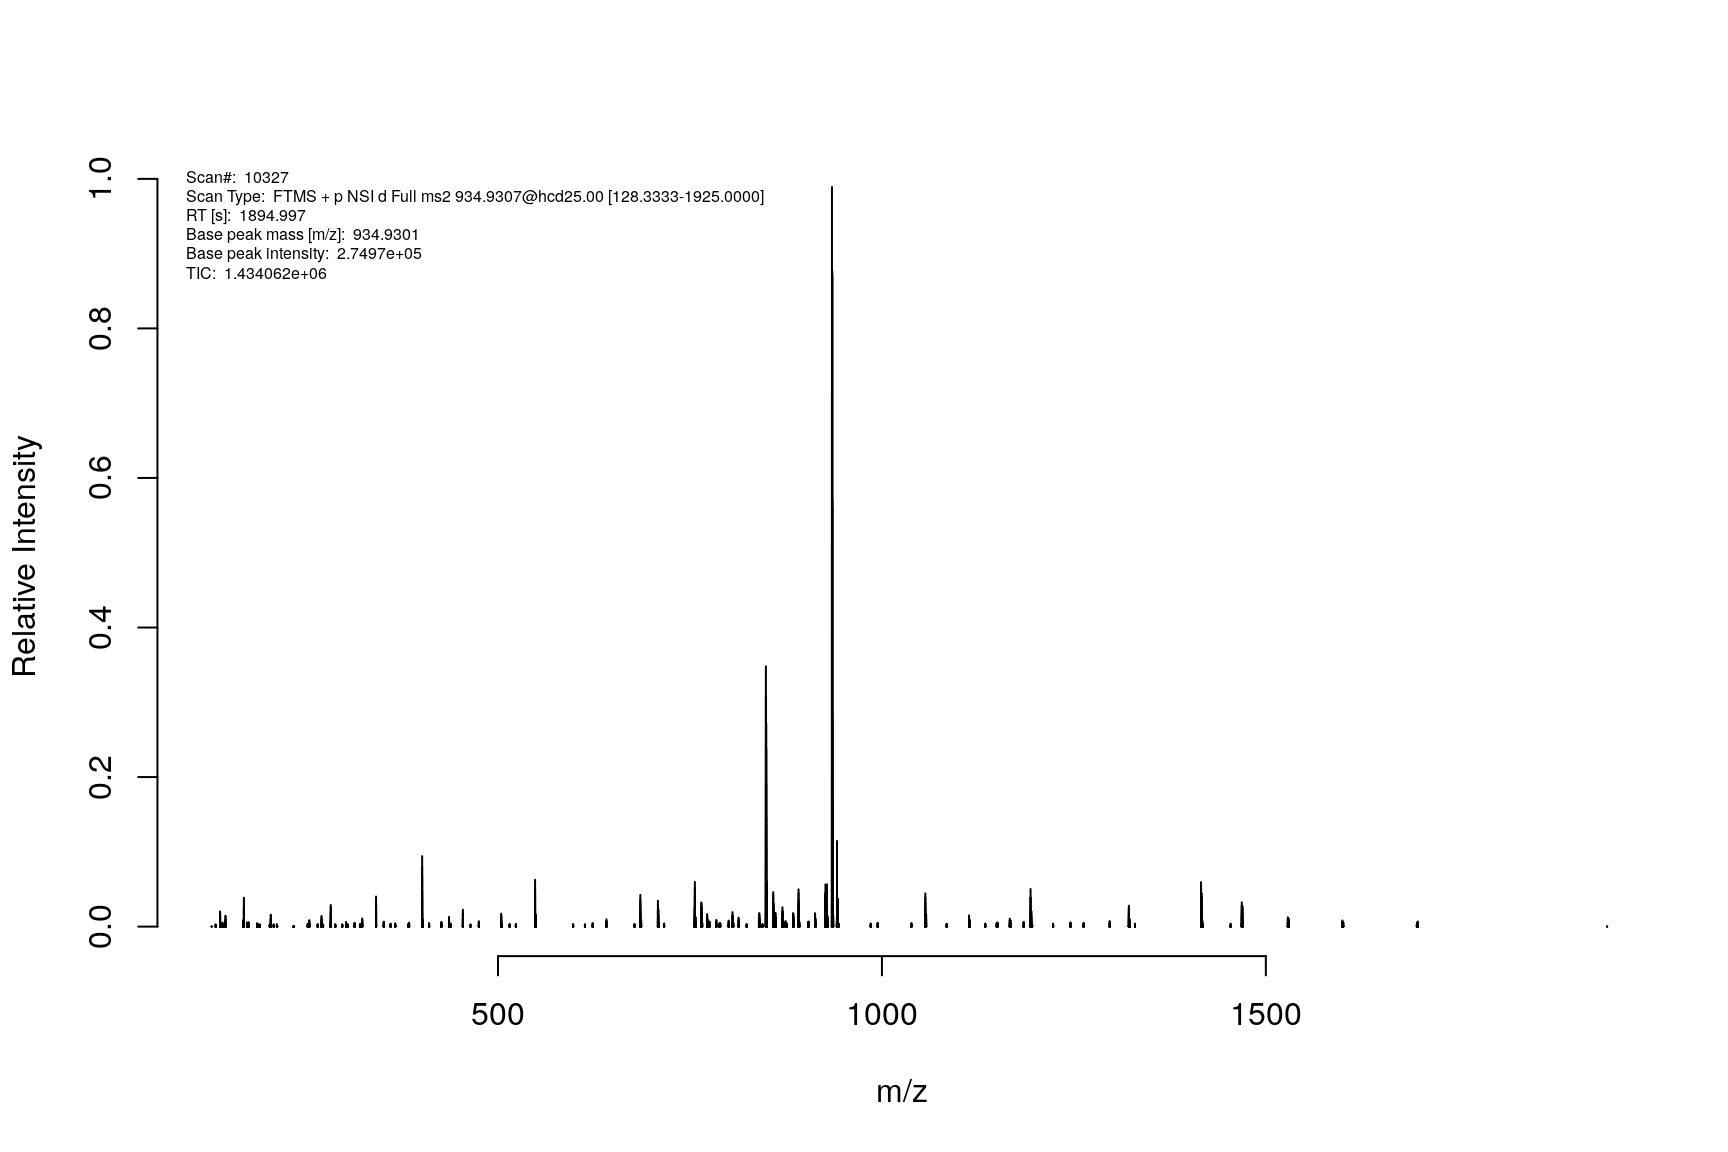 Scan#: 10327
Scan Type: FTMS + p NSI d Full ms2 934.9307@hcd25.00 [128.3333-1925.0000]
RT [s]: 1894.997
Base peak mass [m/z]: 934.9301
Base peak intensity: 2.7497e+05
TIC: 1.434062e+06
1.0
0.8
0.6
0.4
0.2
0.0
Relative Intensity
500 1000 1500
m/z